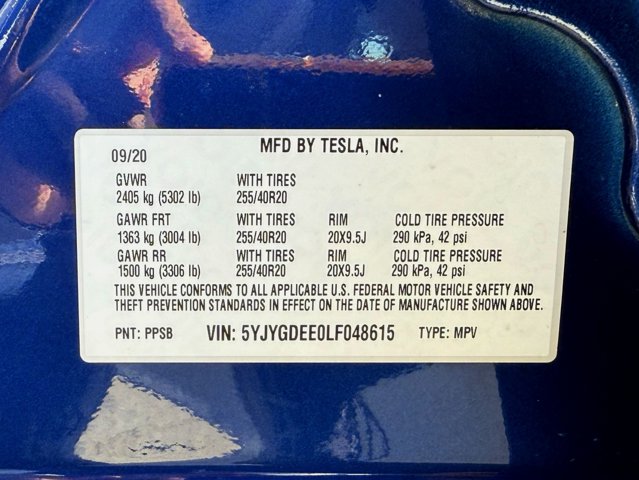 MFD BY TESLA, INC.
09/20
GVWR WITH TIRES
2405 kg (5302 lb) 255/40R20
GAWR FRT WITH TIRES RIM COLD TIRE PRESSURE
1363 kg (3004 lb) 255/40R20 20X9.5J 290 kPa, 42 psi
GAWR RR WITH TIRES RIM COLD TIRE PRESSURE
1500 kg (3306 lb) 255/40R20 20X9.5J 290 kPa, 42 psi
THIS VEHICLE CONFORMS TO ALL APPLICABLE U.S. FEDERAL MOTOR VEHICLE SAFETY AND
THEFT PREVENTION STANDARDS IN EFFECT ON THE DATE OF MANUFACTURE SHOWN ABOVE.
PNT: PPSB VIN: 5YJYGDEE0LF048615 TYPE: MPV